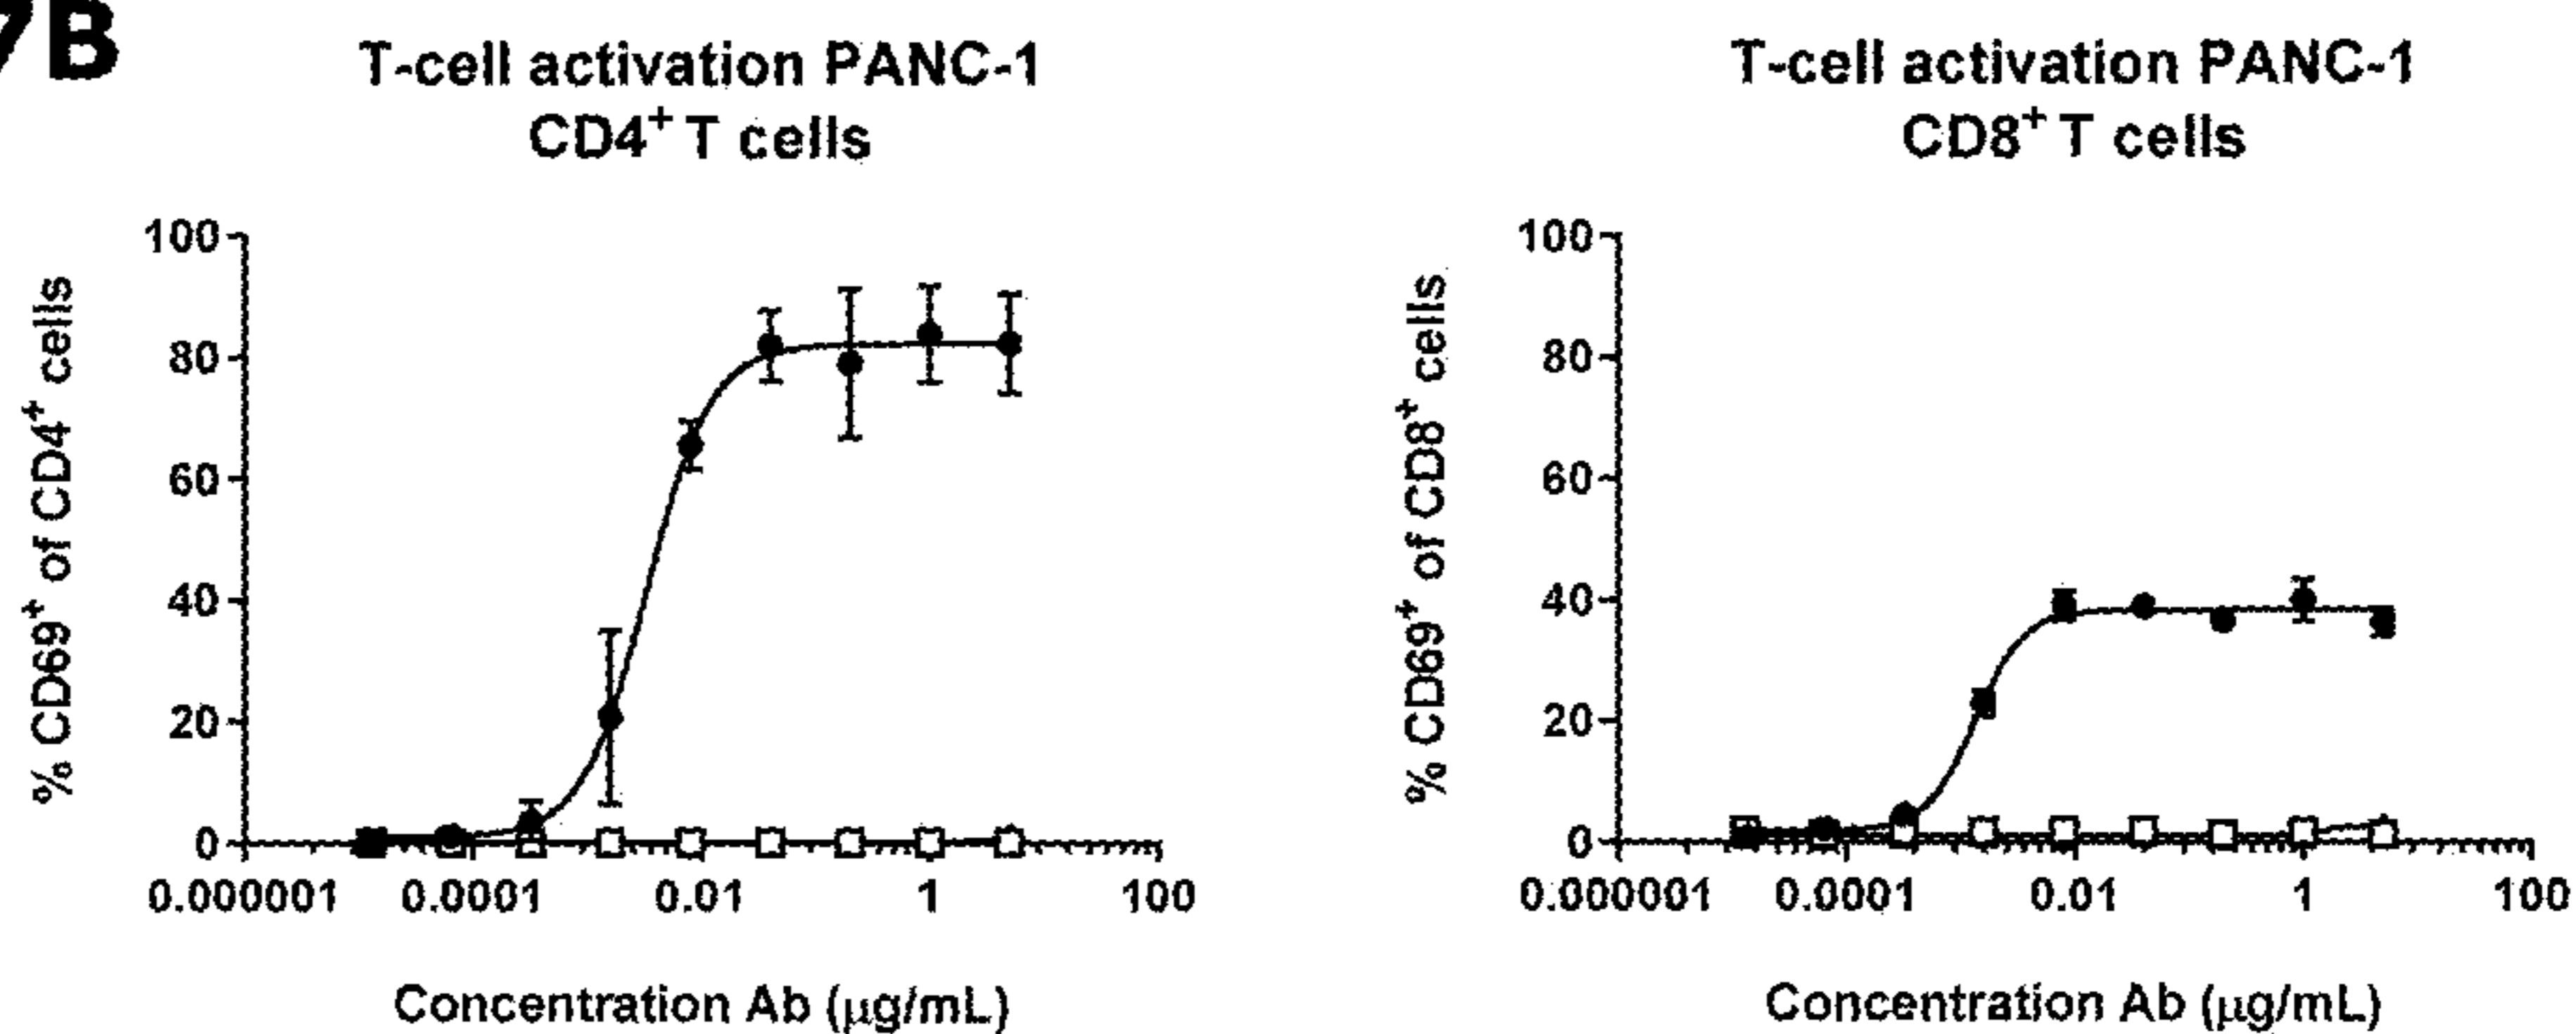 7B
T-cell activation PANC-1
CD4⁺ T cells
% CD69⁺ of CD4⁺ cells
100
80
60
40
20
0
0.000001 0.0001 0.01 1 100
Concentration Ab (μg/mL)
T-cell activation PANC-1
CD8⁺ T cells
% CD69⁺ of CD8⁺ cells
100
80
60
40
20
0
0.000001 0.0001 0.01 1 100
Concentration Ab (μg/mL)